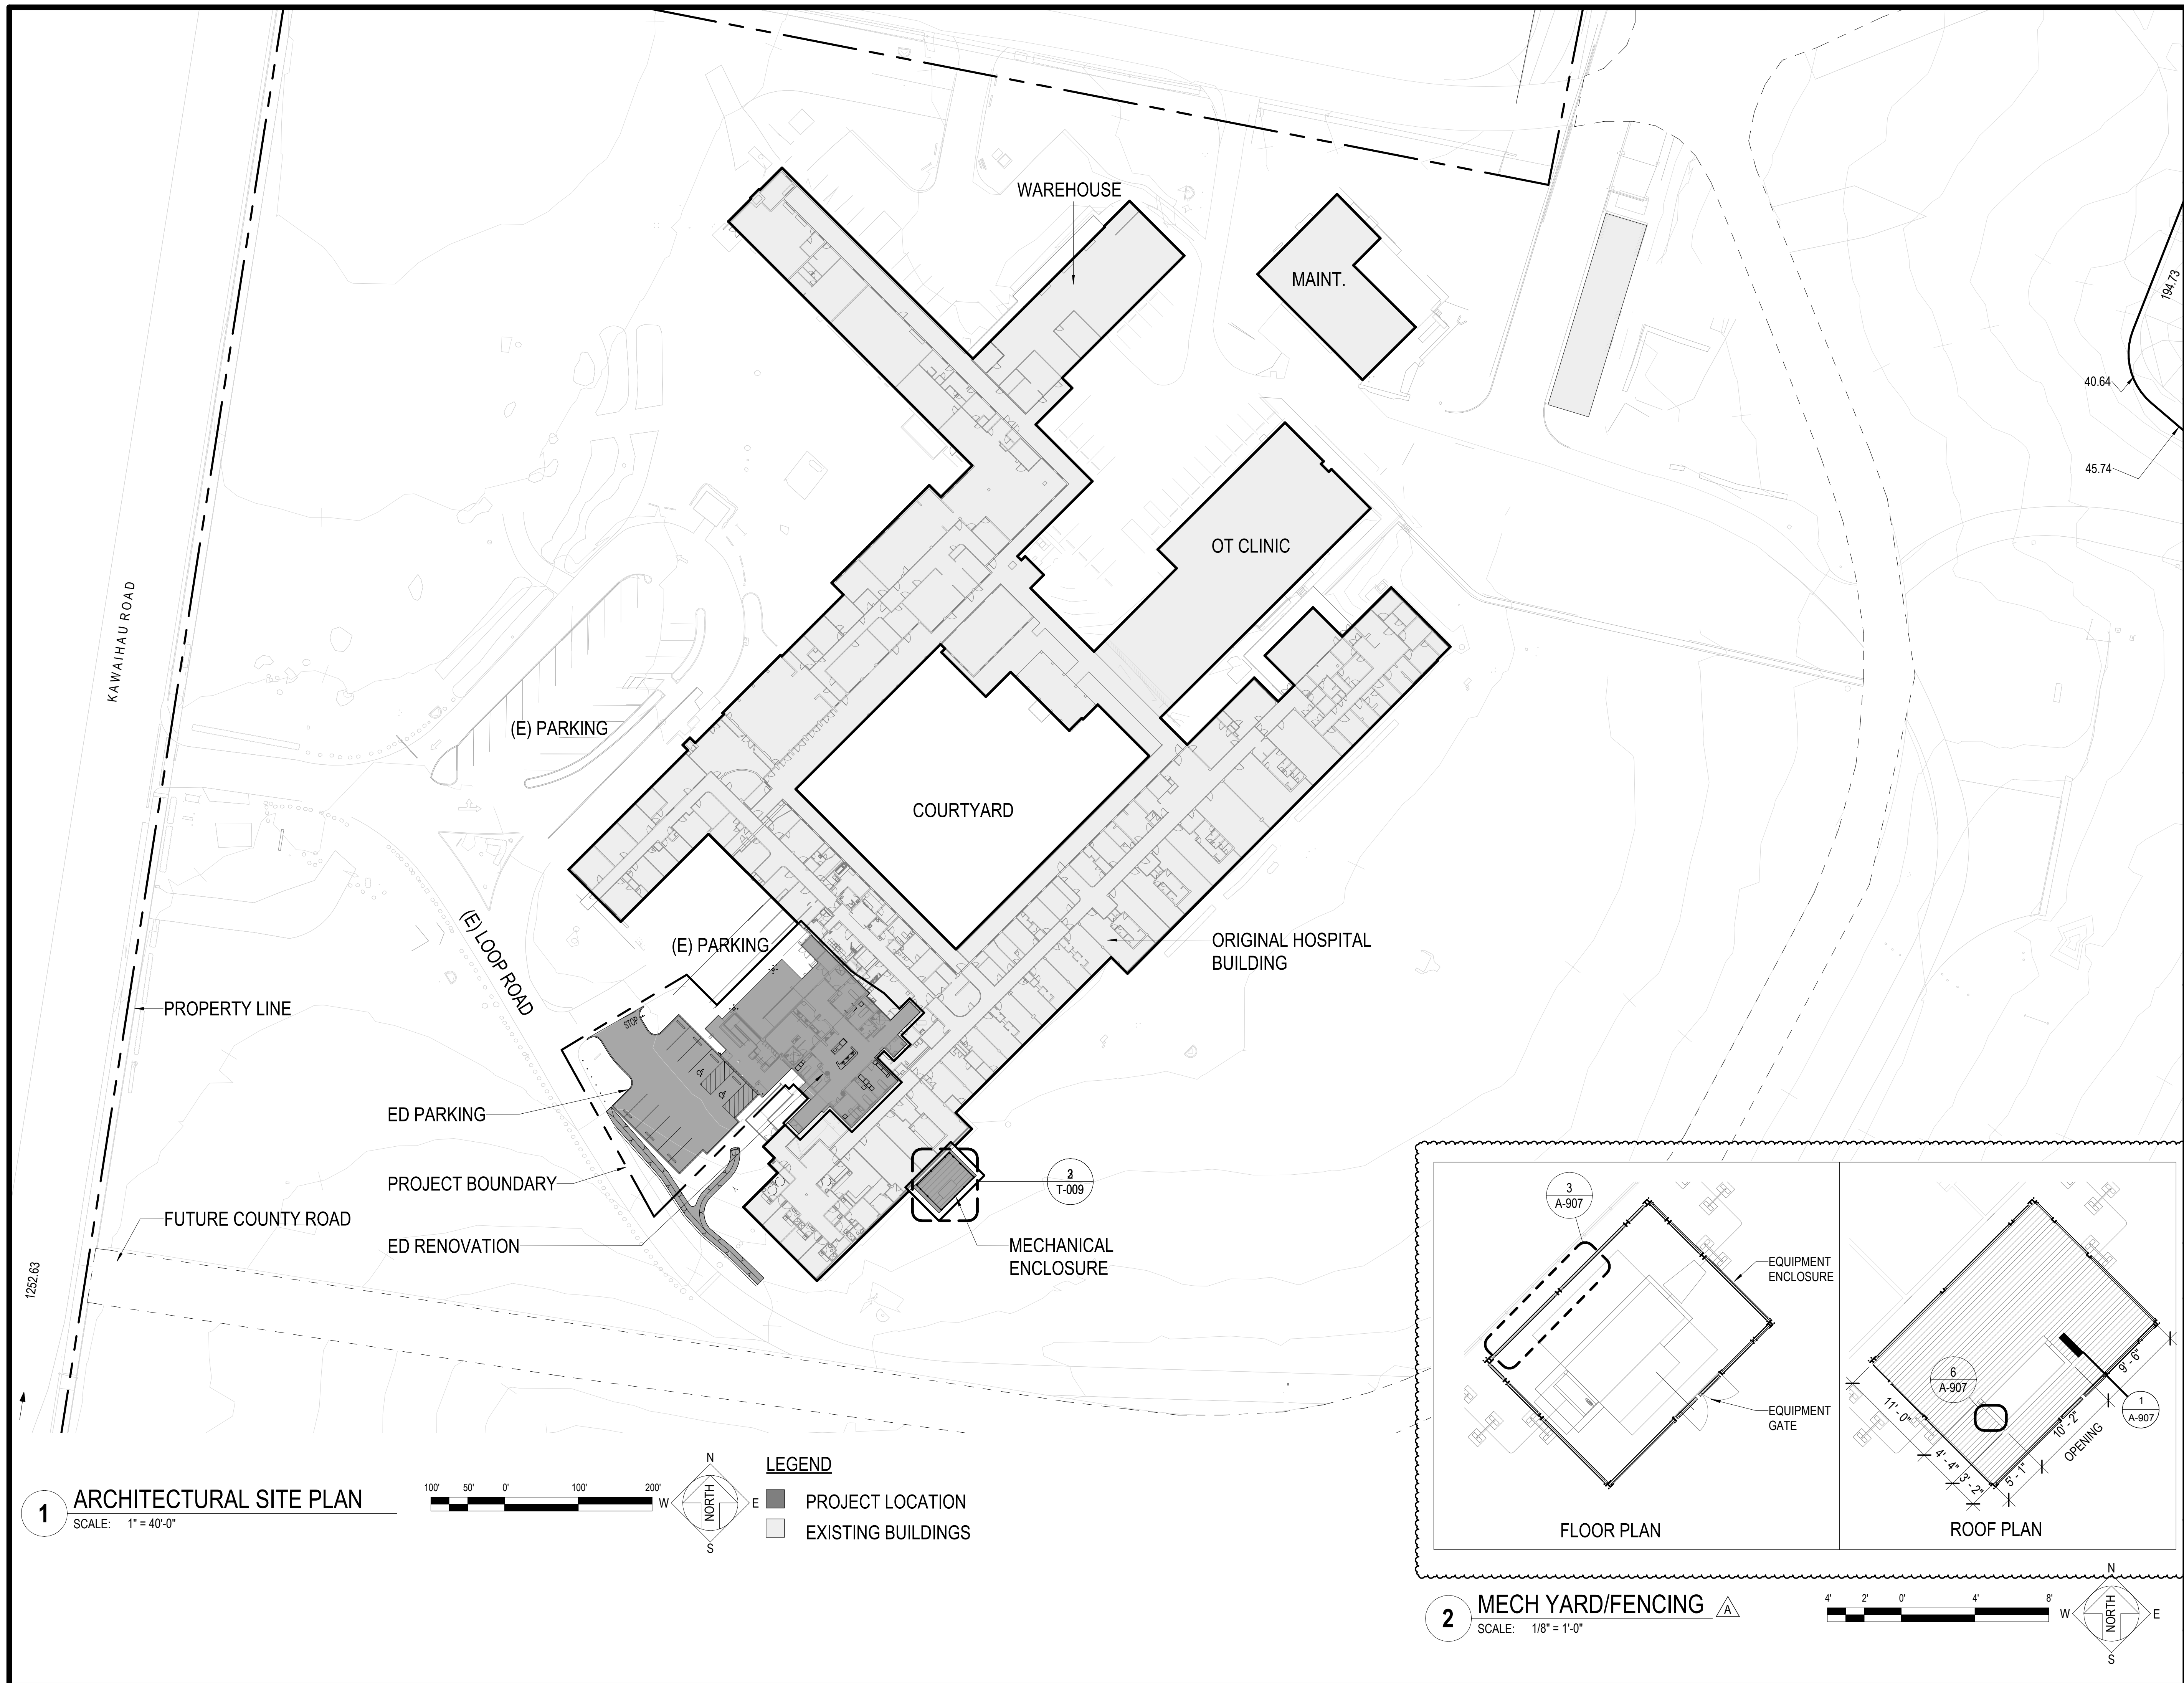 WAREHOUSE
MAINT.
194.73
40.64
45.74
OT CLINIC
KAWAIHAU ROAD
(E) PARKING
COURTYARD
(E) LOOP ROAD
(E) PARKING
ORIGINAL HOSPITAL
BUILDING
PROPERTY LINE
STOP
ED PARKING
PROJECT BOUNDARY
T-009
FUTURE COUNTY ROAD
ED RENOVATION
MECHANICAL
ENCLOSURE
1252.63
3
A-907
EQUIPMENT
ENCLOSURE
EQUIPMENT
GATE
FLOOR PLAN
6
A-907
9' - 6"
1
A-907
11' - 0"
4' - 4"
3' - 2"
5' - 1"
10' - 2"
OPENING
ROOF PLAN
1
ARCHITECTURAL SITE PLAN
SCALE: 1" = 40'-0"
100' 50' 0' 100' 200'
N
W NORTH E
S
LEGEND
PROJECT LOCATION
EXISTING BUILDINGS
2
MECH YARD/FENCING A
SCALE: 1/8" = 1'-0"
4' 2' 0' 4' 8'
N
W NORTH E
S